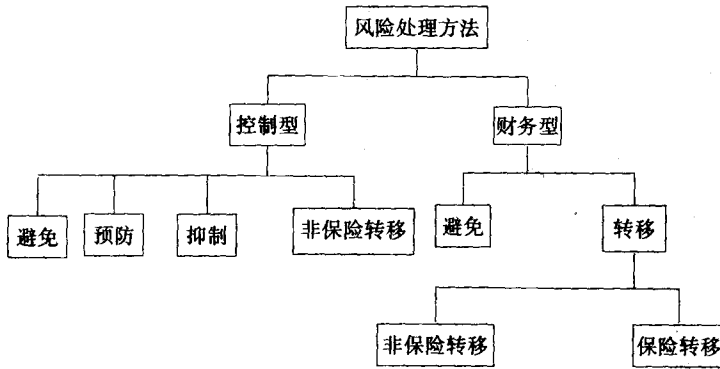 风险处理方法
控制型
财务型
避免
预防
抑制
非保险转移
避免
转移
非保险转移
保险转移